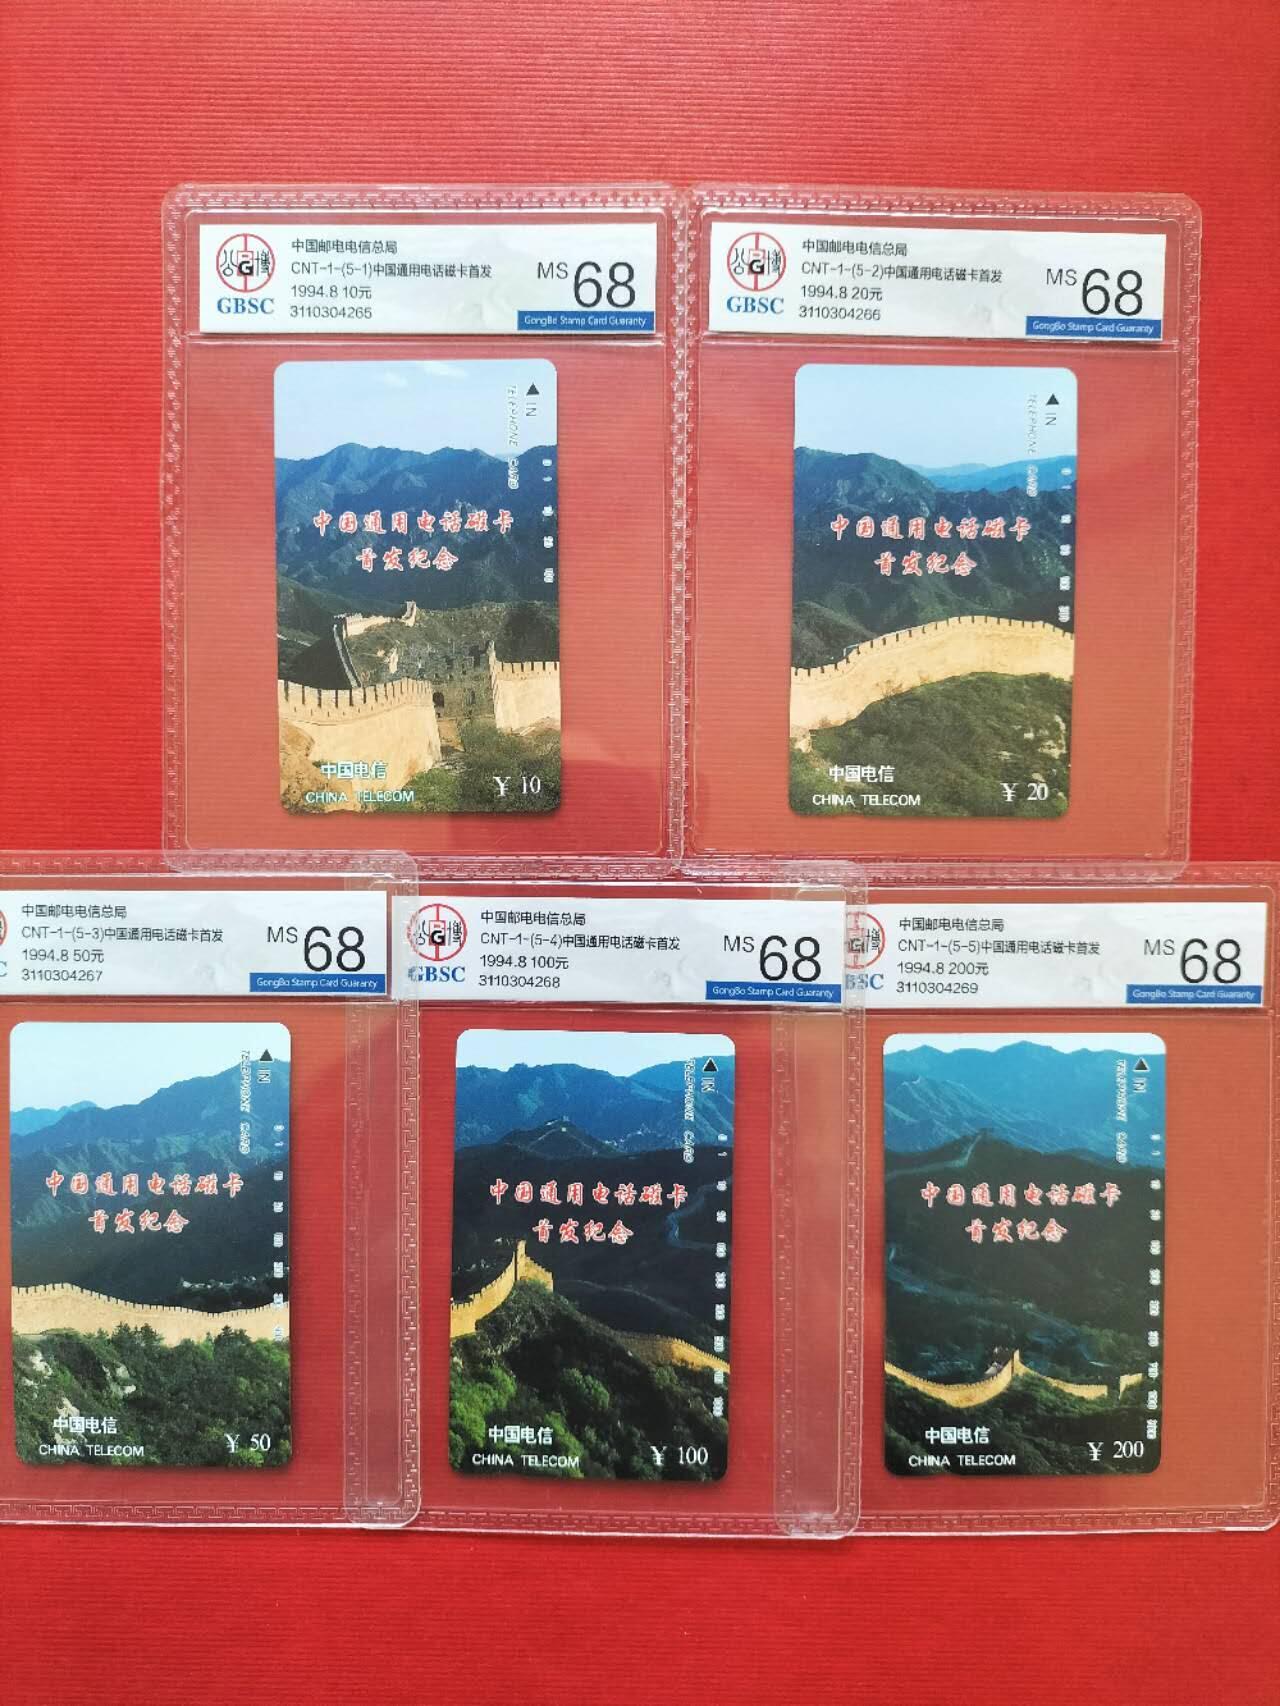 中国邮电电信总局
CNT-1-(5-1)中国通用电话磁卡首发
1994.8 10元
3110304265
GBSC
MS 68
GongBo Stamp Card Guaranty
IN
TELEPHONE CARD
中国通用电话磁卡
首发纪念
中国电信
CHINA TELECOM
¥ 10
中国邮电电信总局
CNT-1-(5-2)中国通用电话磁卡首发
1994.8 20元
3110304266
GBSC
MS 68
GongBo Stamp Card Guaranty
IN
TELEPHONE CARD
中国通用电话磁卡
首发纪念
中国电信
CHINA TELECOM
¥ 20
中国邮电电信总局
CNT-1-(5-3)中国通用电话磁卡首发
1994.8 50元
3110304267
MS 68
GongBo Stamp Card Guaranty
IN
TELEPHONE CARD
中国通用电话磁卡
首发纪念
中国电信
CHINA TELECOM
¥ 50
中国邮电电信总局
CNT-1-(5-4)中国通用电话磁卡首发
1994.8 100元
3110304268
GBSC
MS 68
GongBo Stamp Card Guaranty
IN
TELEPHONE CARD
中国通用电话磁卡
首发纪念
中国电信
CHINA TELECOM
¥ 100
中国邮电电信总局
CNT-1-(5-5)中国通用电话磁卡首发
1994.8 200元
3110304269
GBSC
MS 68
GongBo Stamp Card Guaranty
IN
TELEPHONE CARD
中国通用电话磁卡
首发纪念
中国电信
CHINA TELECOM
¥ 200